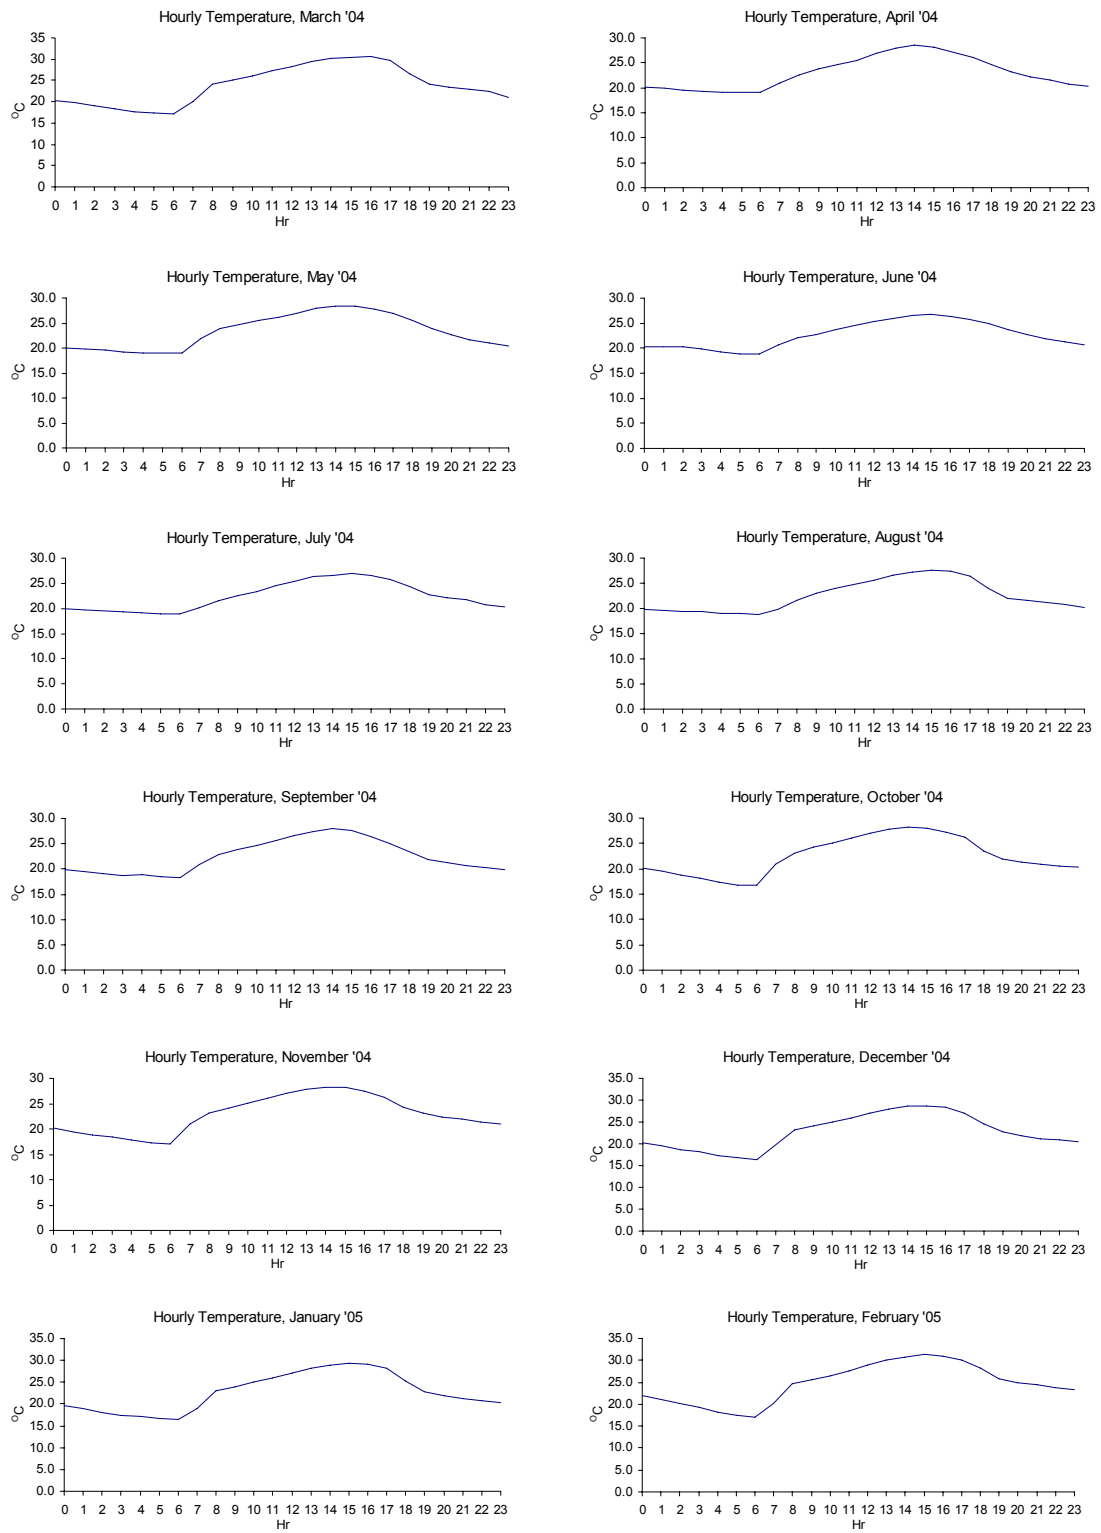 Hourly Temperature, March '04
35
30
25
20
15
10
5
0
°C
0 1 2 3 4 5 6 7 8 9 10 11 12 13 14 15 16 17 18 19 20 21 22 23
Hr
Hourly Temperature, April '04
30.0
25.0
20.0
15.0
10.0
5.0
0.0
°C
0 1 2 3 4 5 6 7 8 9 10 11 12 13 14 15 16 17 18 19 20 21 22 23
Hr
Hourly Temperature, May '04
30.0
25.0
20.0
15.0
10.0
5.0
0.0
°C
0 1 2 3 4 5 6 7 8 9 10 11 12 13 14 15 16 17 18 19 20 21 22 23
Hr
Hourly Temperature, June '04
30.0
25.0
20.0
15.0
10.0
5.0
0.0
°C
0 1 2 3 4 5 6 7 8 9 10 11 12 13 14 15 16 17 18 19 20 21 22 23
Hr
Hourly Temperature, July '04
30.0
25.0
20.0
15.0
10.0
5.0
0.0
°C
0 1 2 3 4 5 6 7 8 9 10 11 12 13 14 15 16 17 18 19 20 21 22 23
Hr
Hourly Temperature, August '04
30.0
25.0
20.0
15.0
10.0
5.0
0.0
°C
0 1 2 3 4 5 6 7 8 9 10 11 12 13 14 15 16 17 18 19 20 21 22 23
Hr
Hourly Temperature, September '04
30.0
25.0
20.0
15.0
10.0
5.0
0.0
°C
0 1 2 3 4 5 6 7 8 9 10 11 12 13 14 15 16 17 18 19 20 21 22 23
Hr
Hourly Temperature, October '04
30.0
25.0
20.0
15.0
10.0
5.0
0.0
°C
0 1 2 3 4 5 6 7 8 9 10 11 12 13 14 15 16 17 18 19 20 21 22 23
Hr
Hourly Temperature, November '04
30
25
20
15
10
5
0
°C
0 1 2 3 4 5 6 7 8 9 10 11 12 13 14 15 16 17 18 19 20 21 22 23
Hr
Hourly Temperature, December '04
35.0
30.0
25.0
20.0
15.0
10.0
5.0
0.0
°C
0 1 2 3 4 5 6 7 8 9 10 11 12 13 14 15 16 17 18 19 20 21 22 23
Hr
Hourly Temperature, January '05
35.0
30.0
25.0
20.0
15.0
10.0
5.0
0.0
°C
0 1 2 3 4 5 6 7 8 9 10 11 12 13 14 15 16 17 18 19 20 21 22 23
Hr
Hourly Temperature, February '05
35.0
30.0
25.0
20.0
15.0
10.0
5.0
0.0
°C
0 1 2 3 4 5 6 7 8 9 10 11 12 13 14 15 16 17 18 19 20 21 22 23
Hr